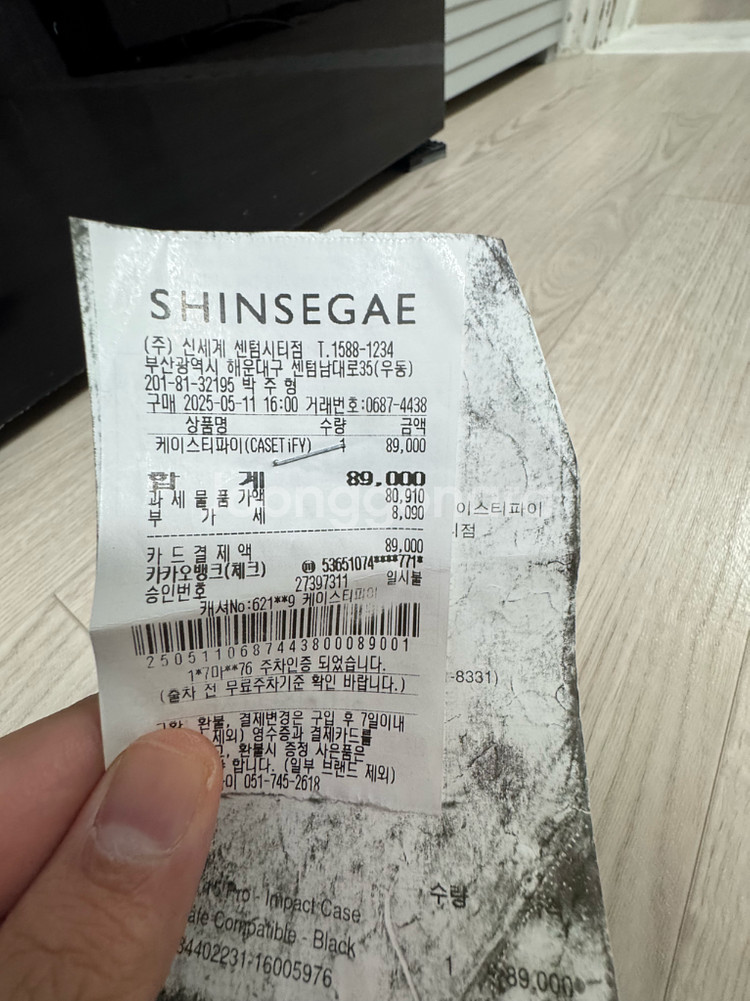 SHINSEGAE
(주) 신세계 센텀시티점 T.1588-1234
부산광역시 해운대구 센텀남대로35(우동)
201-81-32195 박 주 형
구매 2025-05-11 16:00 거래번호:0687-4438
상품명 수량 금액
케이스티파이(CASETiFY) 1 89,000
합 계 89,000
과 세 물 품 가액 80,910
부 가 세 8,090
이스티파이
점
카 드 결 제 액 89,000
카카오뱅크(체크) 53651074****771*
승인번호 27397311 일시불
캐셔No:621**9 케이스티파이
25051106874438000​89001
1*7마**76 주차인증 되었습니다.
-8331)
(출차 전 무료주차기준 확인 바랍니다.)
환불, 결제변경은 구입 후 7일이내
제외) 영수증과 결제카드를
환불시 증정 사은품은
합니다. (일부 브랜드 제외)
051-745-2618
Pro - Impact Case 수량
Compatible - Black
34402231-16005976 1 89,000